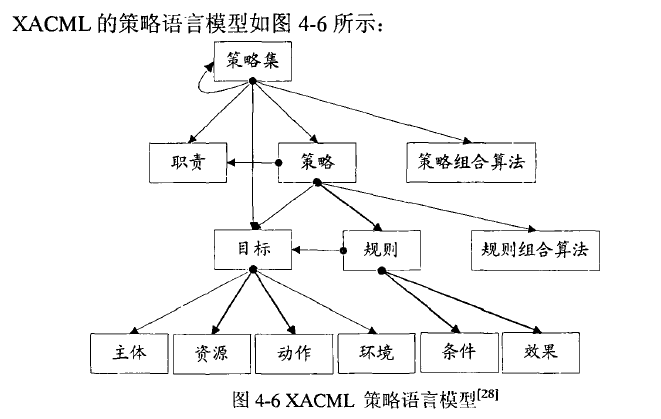 XACML 的策略语言模型如图 4-6 所示：
策略集
职责 策略 策略组合算法
目标 规则 规则组合算法
主体 资源 动作 环境 条件 效果
图 4-6 XACML 策略语言模型[28]